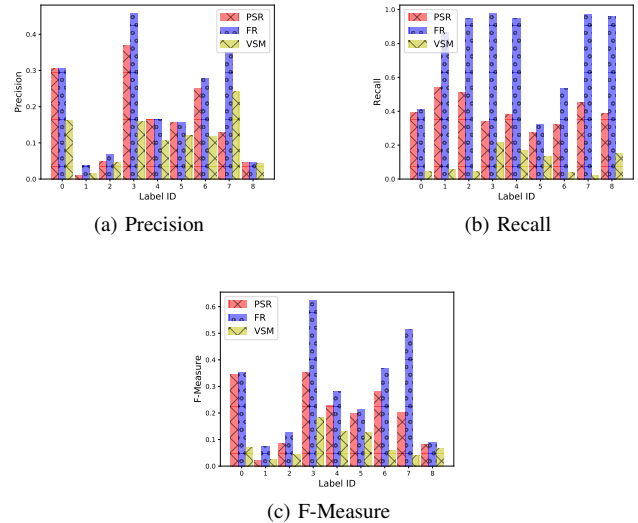 PSR
FR
VSM
Precision
0.4
0.3
0.2
0.1
0.0
0 1 2 3 4 5 6 7 8
Label ID
(a) Precision
PSR
FR
VSM
Recall
1.0
0.8
0.6
0.4
0.2
0.0
0 1 2 3 4 5 6 7 8
Label ID
(b) Recall
PSR
FR
VSM
F-Measure
0.6
0.5
0.4
0.3
0.2
0.1
0.0
0 1 2 3 4 5 6 7 8
Label ID
(c) F-Measure